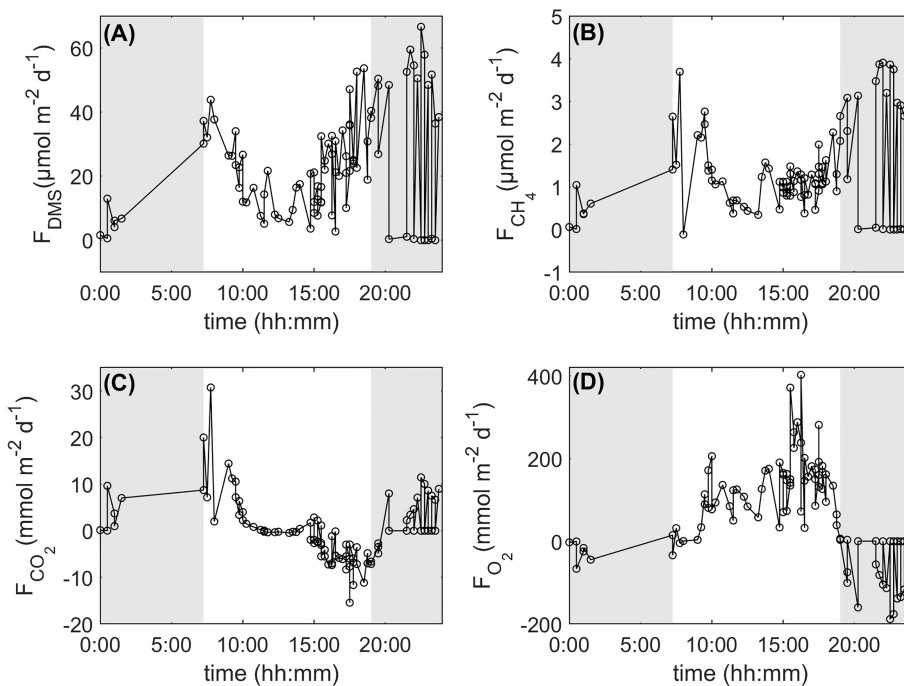 (A)
F_DMS (μmol m⁻² d⁻¹)
60
40
20
0
0:00 5:00 10:00 15:00 20:00
time (hh:mm)
(B)
F_CH₄ (μmol m⁻² d⁻¹)
5
4
3
2
1
0
-1
0:00 5:00 10:00 15:00 20:00
time (hh:mm)
(C)
F_CO₂ (mmol m⁻² d⁻¹)
30
20
10
0
-10
-20
0:00 5:00 10:00 15:00 20:00
time (hh:mm)
(D)
F_O₂ (mmol m⁻² d⁻¹)
400
200
0
-200
0:00 5:00 10:00 15:00 20:00
time (hh:mm)